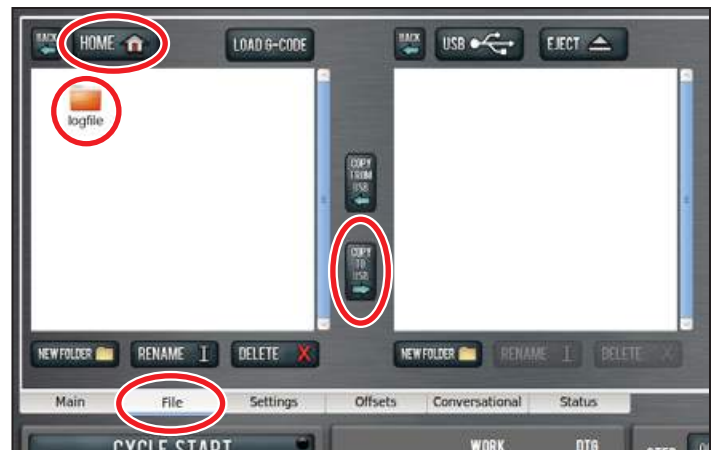 BACK HOME LOAD G-CODE BACK USB EJECT
logfile
COPY
FROM
USB
COPY
TO
USB
NEW FOLDER RENAME DELETE NEW FOLDER RENAME DELETE
Main File Settings Offsets Conversational Status
CYCLE START WORK DTG